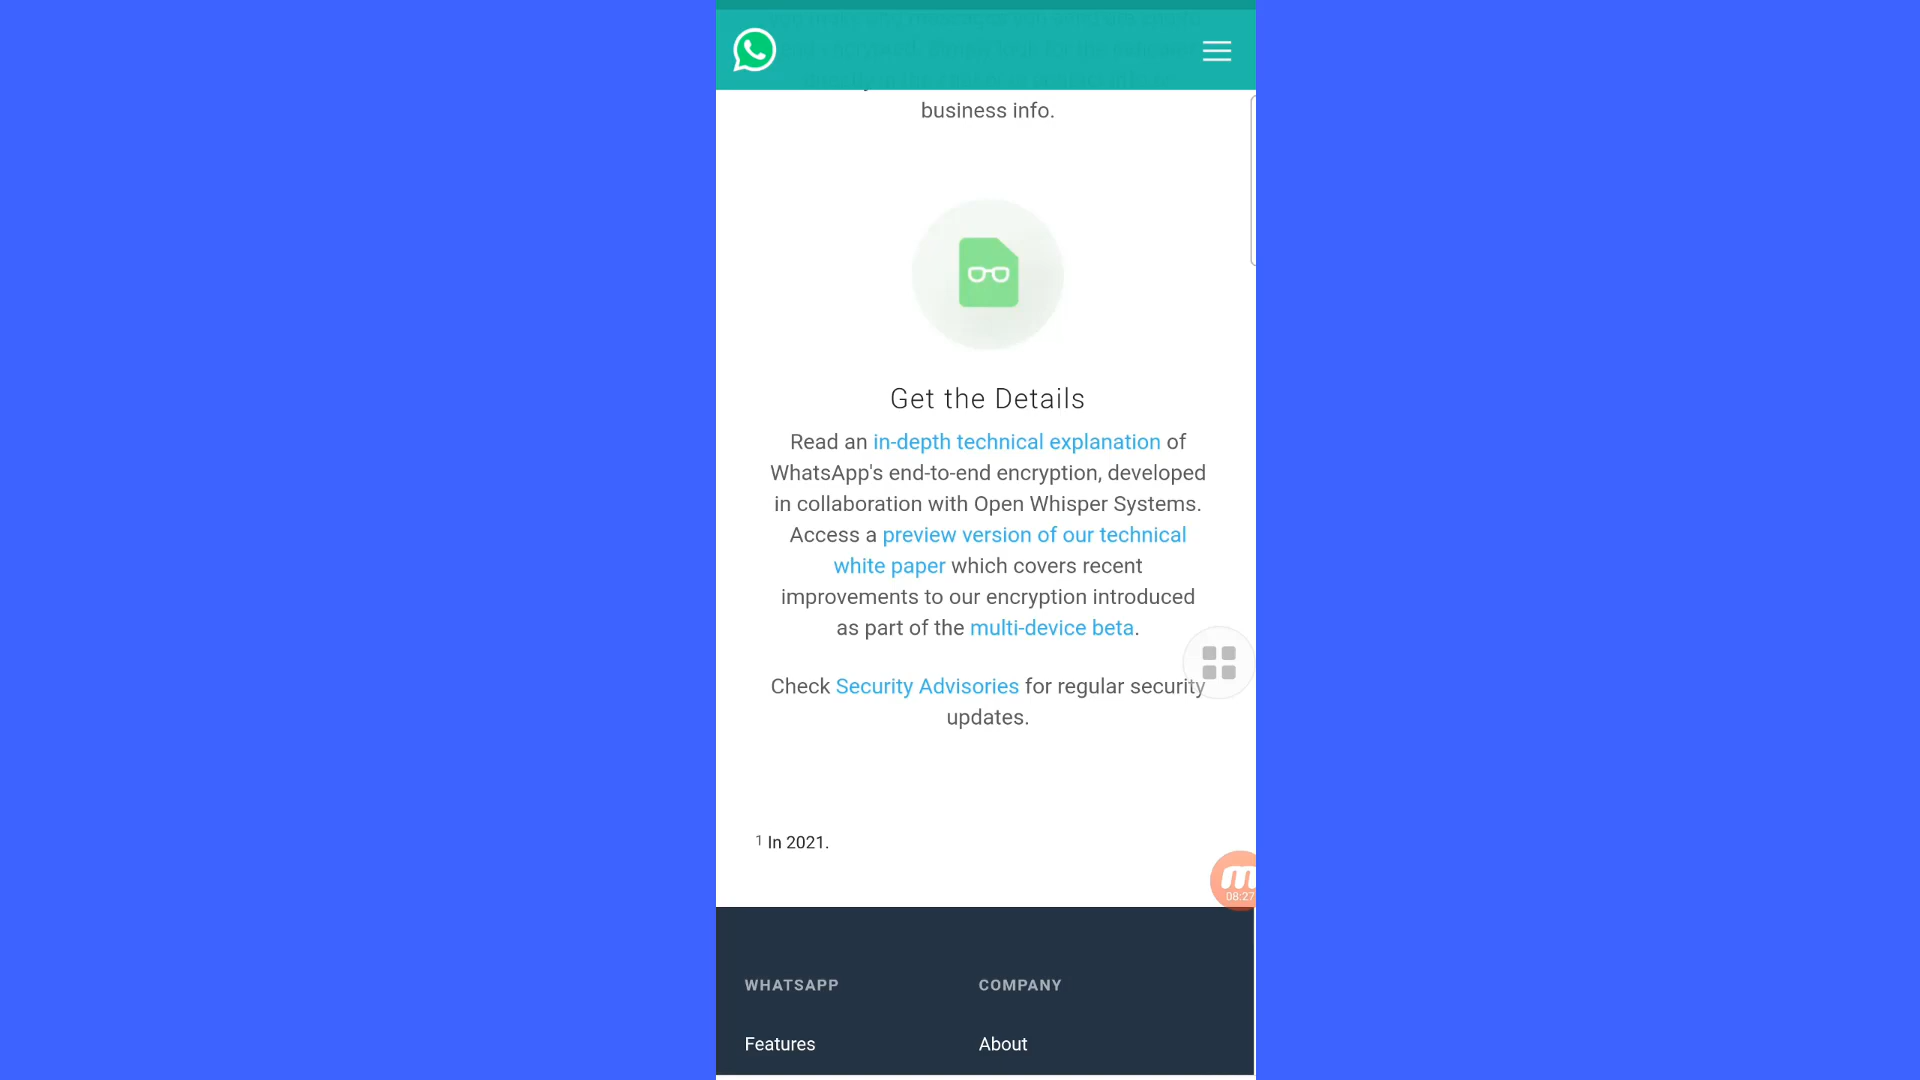 business info.
Get the Details
Read an in-depth technical explanation of
WhatsApp's end-to-end encryption, developed
in collaboration with Open Whisper Systems.
Access a preview version of our technical
white paper which covers recent
improvements to our encryption introduced
as part of the multi-device beta.
Check Security Advisories for regular security
updates.
1 In 2021.
08:27
WHATSAPP
COMPANY
Features
About